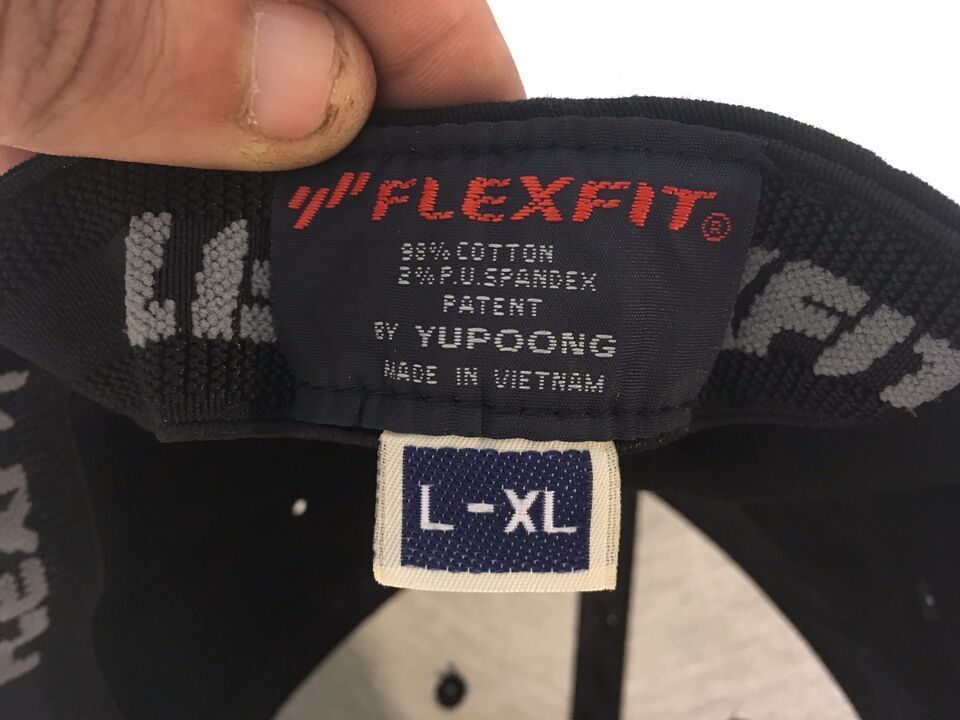 FLEXFIT®
98% COTTON
2% P.U.SPANDEX
PATENT
BY YUPOONG
MADE IN VIETNAM
L-XL